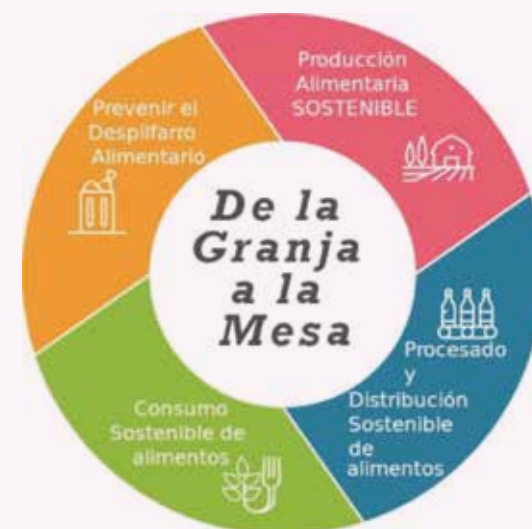 De la
Granja
a la
Mesa
Producción
Alimentaria
SOSTENIBLE
Procesado
y
Distribución
Sostenible
de
alimentos
Consumo
Sostenible de
alimentos
Prevenir el
Despilfarro
Alimentario